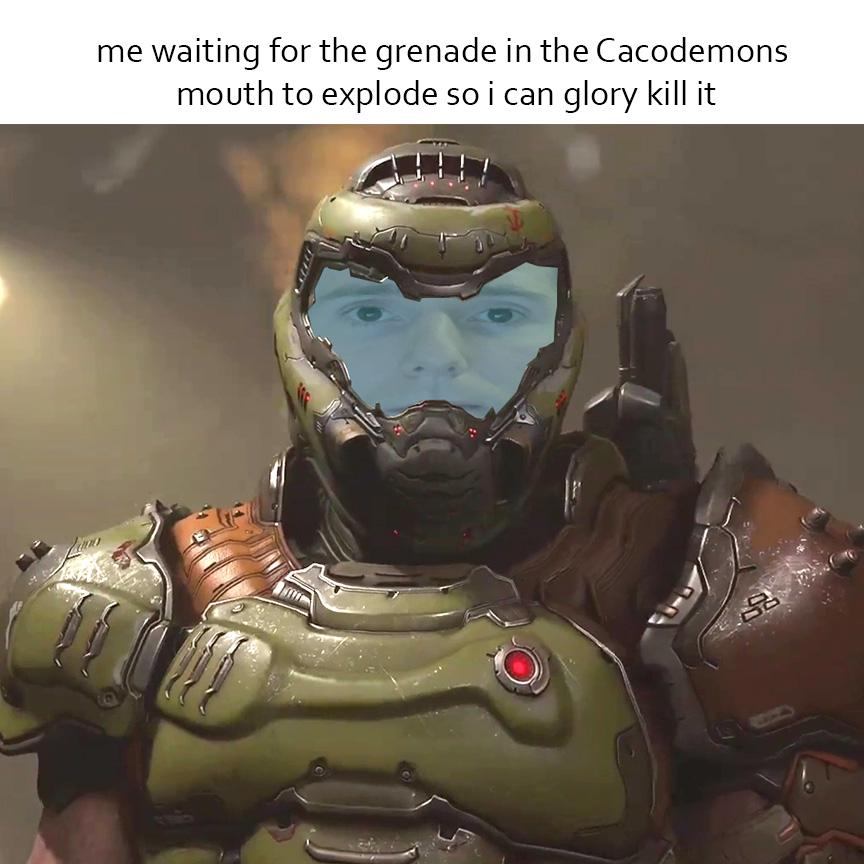 me waiting for the grenade in the Cacodemons
mouth to explode so i can glory kill it